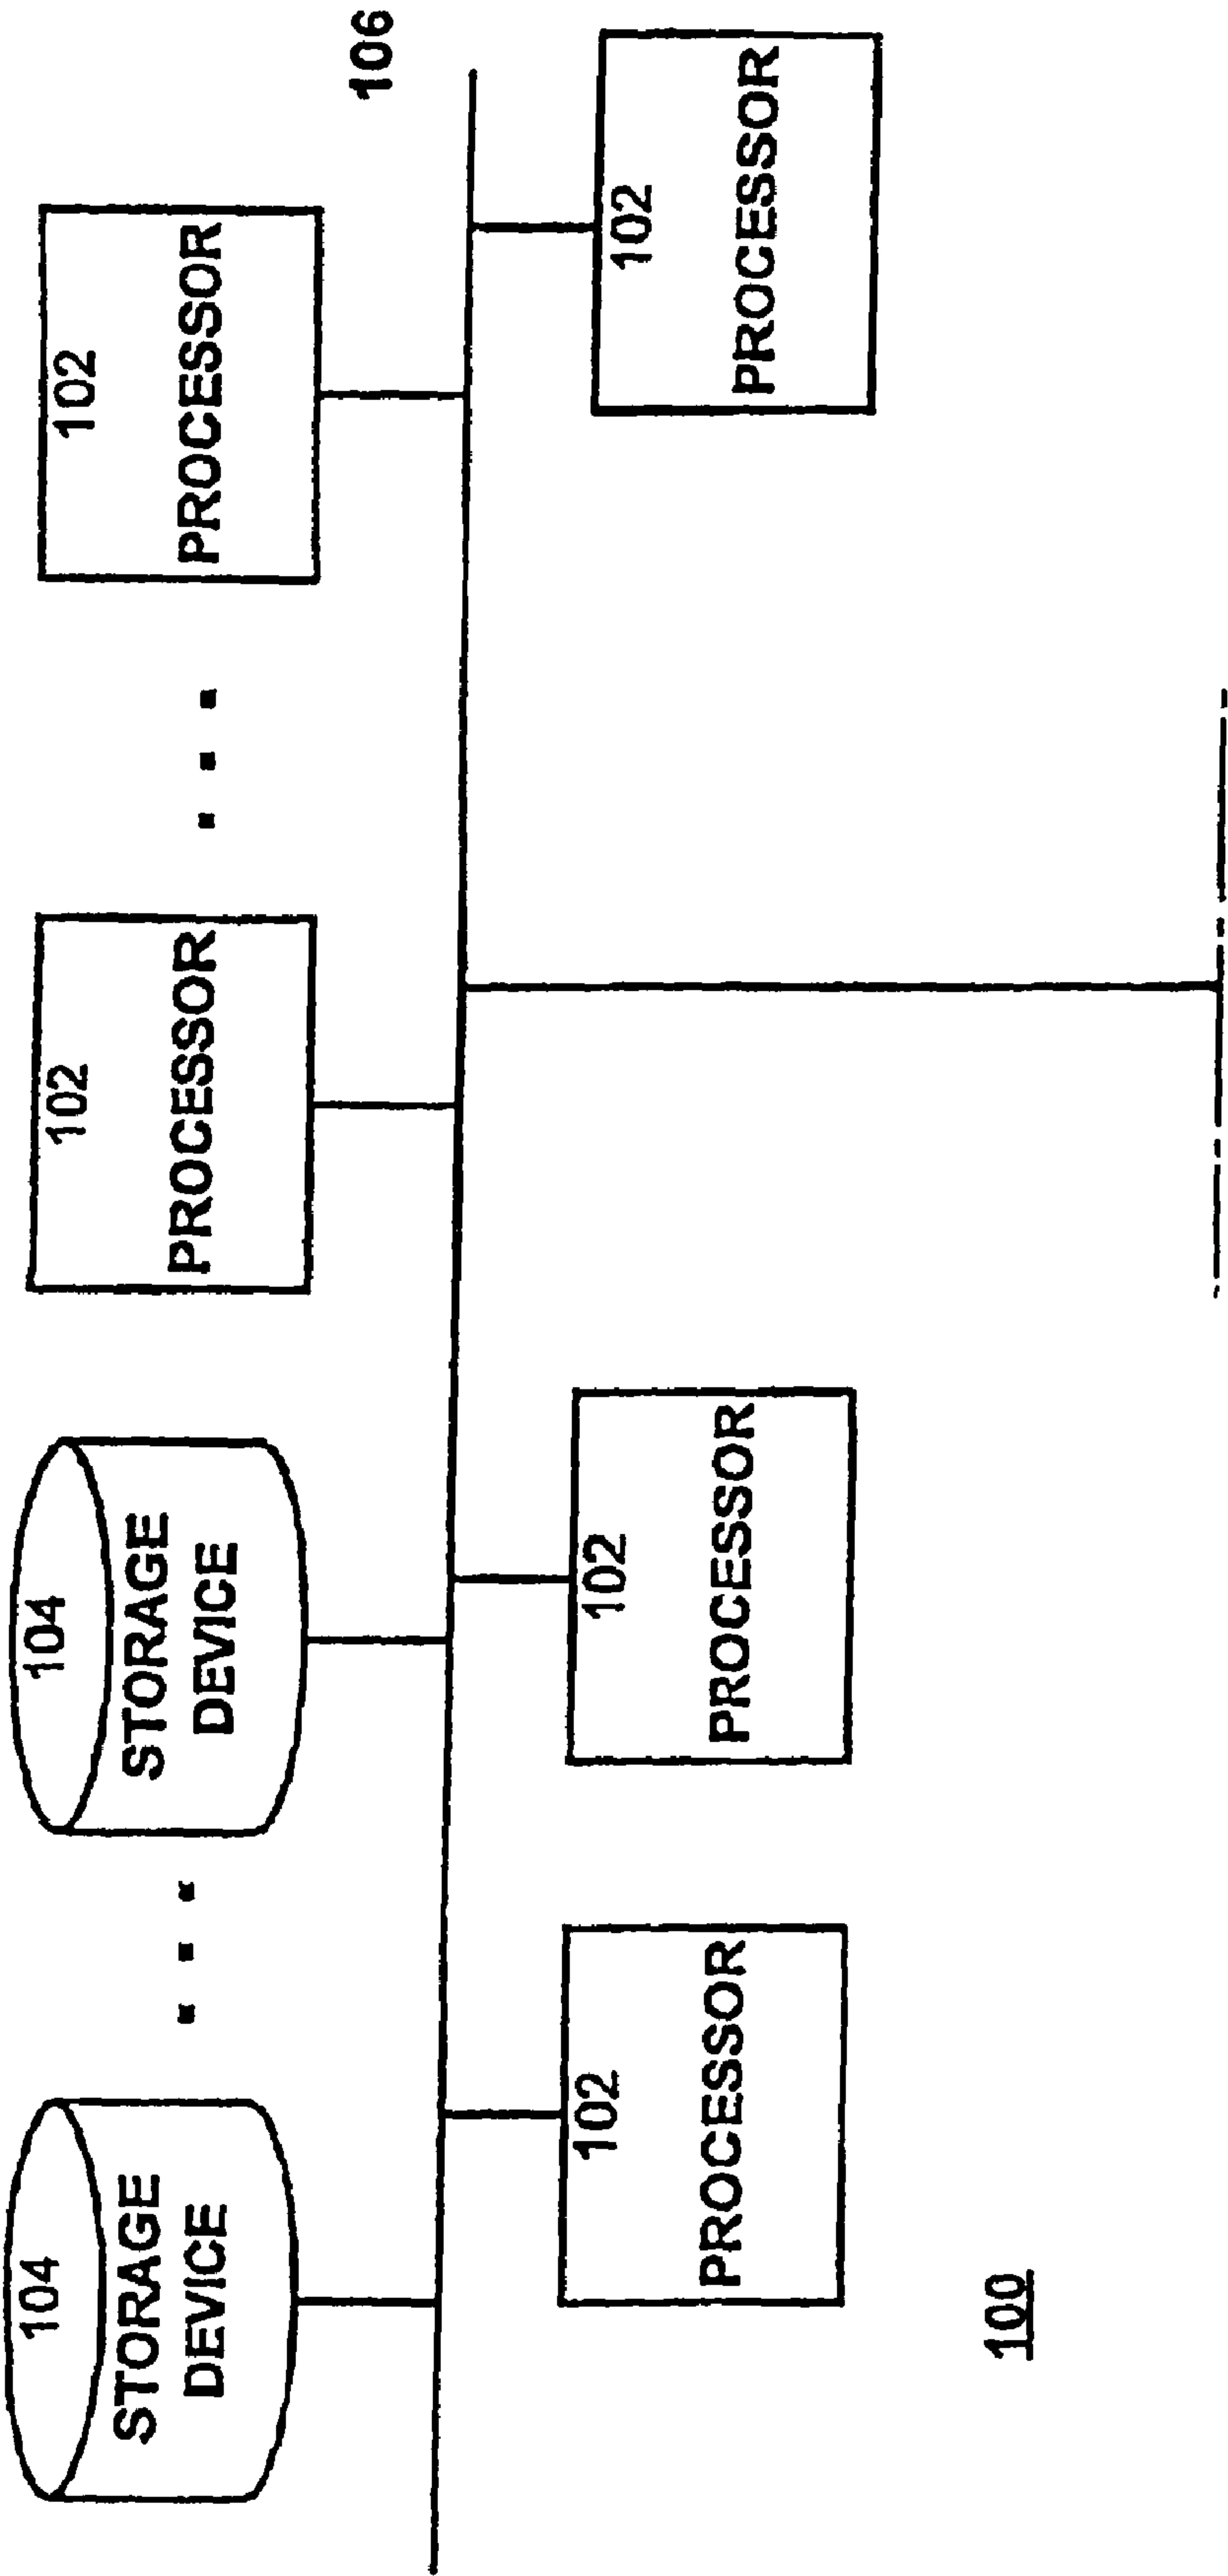 104
STORAGE
DEVICE
104
STORAGE
DEVICE
102
PROCESSOR
102
PROCESSOR
106
102
PROCESSOR
102
PROCESSOR
102
PROCESSOR
100